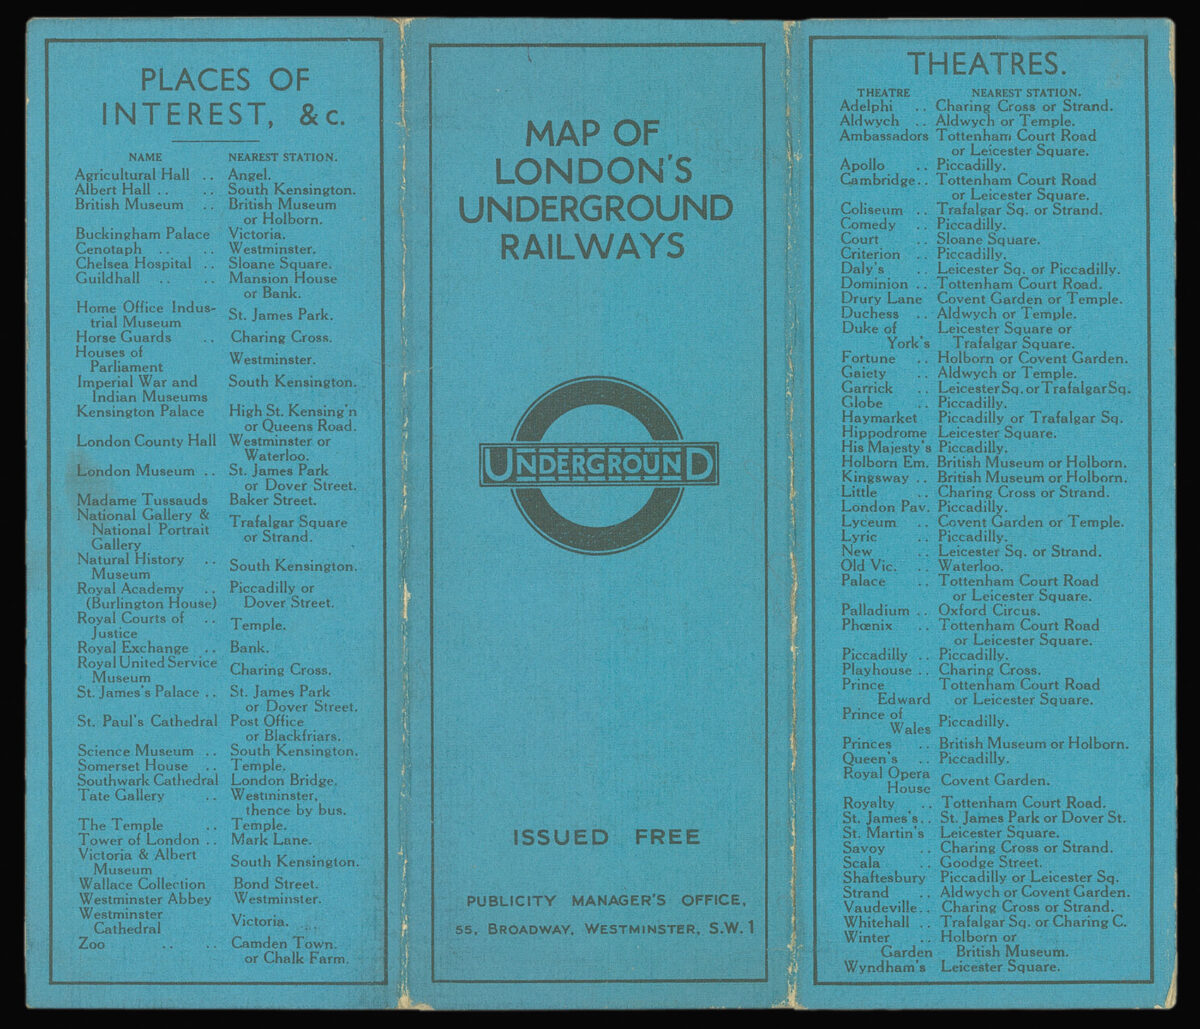 PLACES OF
INTEREST, & c.
NAME NEAREST STATION.
Agricultural Hall .. Angel.
Albert Hall .. .. South Kensington.
British Museum .. British Museum
or Holborn.
Buckingham Palace Victoria.
Cenotaph .. .. Westminster.
Chelsea Hospital .. Sloane Square.
Guildhall .. .. Mansion House
or Bank.
Home Office Indus-
trial Museum St. James Park.
Horse Guards .. Charing Cross.
Houses of
Parliament Westminster.
Imperial War and South Kensington.
Indian Museums
Kensington Palace High St. Kensing'n
or Queens Road.
London County Hall Westminster or
Waterloo.
London Museum .. St. James Park
or Dover Street.
Madame Tussauds Baker Street.
National Gallery &
National Portrait Trafalgar Square
Gallery or Strand.
Natural History ..
Museum South Kensington.
Royal Academy .. Piccadilly or
(Burlington House) Dover Street.
Royal Courts of ..
Justice Temple.
Royal Exchange .. Bank.
Royal United Service
Museum Charing Cross.
St. James's Palace .. St. James Park
or Dover Street.
St. Paul's Cathedral Post Office
or Blackfriars.
Science Museum .. South Kensington.
Somerset House .. Temple.
Southwark Cathedral London Bridge.
Tate Gallery .. Westminster,
thence by bus.
The Temple .. Temple.
Tower of London .. Mark Lane.
Victoria & Albert
Museum South Kensington.
Wallace Collection Bond Street.
Westminster Abbey Westminster.
Westminster
Cathedral Victoria.
Zoo .. .. Camden Town.
or Chalk Farm.
MAP OF
LONDON'S
UNDERGROUND
RAILWAYS
UNDERGROUND
ISSUED FREE
PUBLICITY MANAGER'S OFFICE,
55, BROADWAY, WESTMINSTER, S.W.1
THEATRES.
THEATRE NEAREST STATION.
Adelphi .. Charing Cross or Strand.
Aldwych .. Aldwych or Temple.
Ambassadors Tottenham Court Road
or Leicester Square.
Apollo .. Piccadilly.
Cambridge.. Tottenham Court Road
or Leicester Square.
Coliseum .. Trafalgar Sq. or Strand.
Comedy .. Piccadilly.
Court .. Sloane Square.
Criterion .. Piccadilly.
Daly's .. Leicester Sq. or Piccadilly.
Dominion .. Tottenham Court Road.
Drury Lane Covent Garden or Temple.
Duchess .. Aldwych or Temple.
Duke of Leicester Square or
York's Trafalgar Square.
Fortune .. Holborn or Covent Garden.
Gaiety .. Aldwych or Temple.
Garrick .. Leicester Sq. or Trafalgar Sq.
Globe .. Piccadilly.
Haymarket Piccadilly or Trafalgar Sq.
Hippodrome Leicester Square.
His Majesty's Piccadilly.
Holborn Em. British Museum or Holborn.
Kingsway .. British Museum or Holborn.
Little .. Charing Cross or Strand.
London Pav. Piccadilly.
Lyceum .. Covent Garden or Temple.
Lyric .. Piccadilly.
New .. Leicester Sq. or Strand.
Old Vic. .. Waterloo.
Palace .. Tottenham Court Road
or Leicester Square.
Palladium .. Oxford Circus.
Phœnix .. Tottenham Court Road
or Leicester Square.
Piccadilly .. Piccadilly.
Playhouse .. Charing Cross.
Prince Tottenham Court Road
Edward or Leicester Square.
Prince of
Wales Piccadilly.
Princes .. British Museum or Holborn.
Queen's .. Piccadilly.
Royal Opera
House Covent Garden.
Royalty .. Tottenham Court Road.
St. James's.. St. James Park or Dover St.
St. Martin's Leicester Square.
Savoy .. Charing Cross or Strand.
Scala .. Goodge Street.
Shaftesbury Piccadilly or Leicester Sq.
Strand .. Aldwych or Covent Garden.
Vaudeville.. Charing Cross or Strand.
Whitehall .. Trafalgar Sq. or Charing C.
Winter .. Holborn or
Garden British Museum.
Wyndham's Leicester Square.